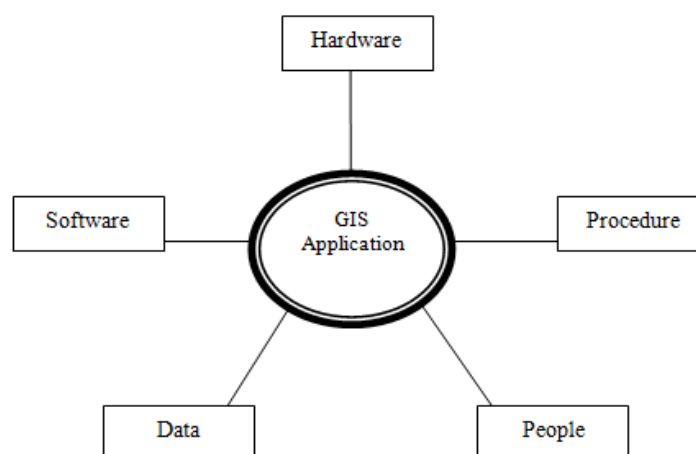 Hardware
Software
GIS
Application
Procedure
Data
People